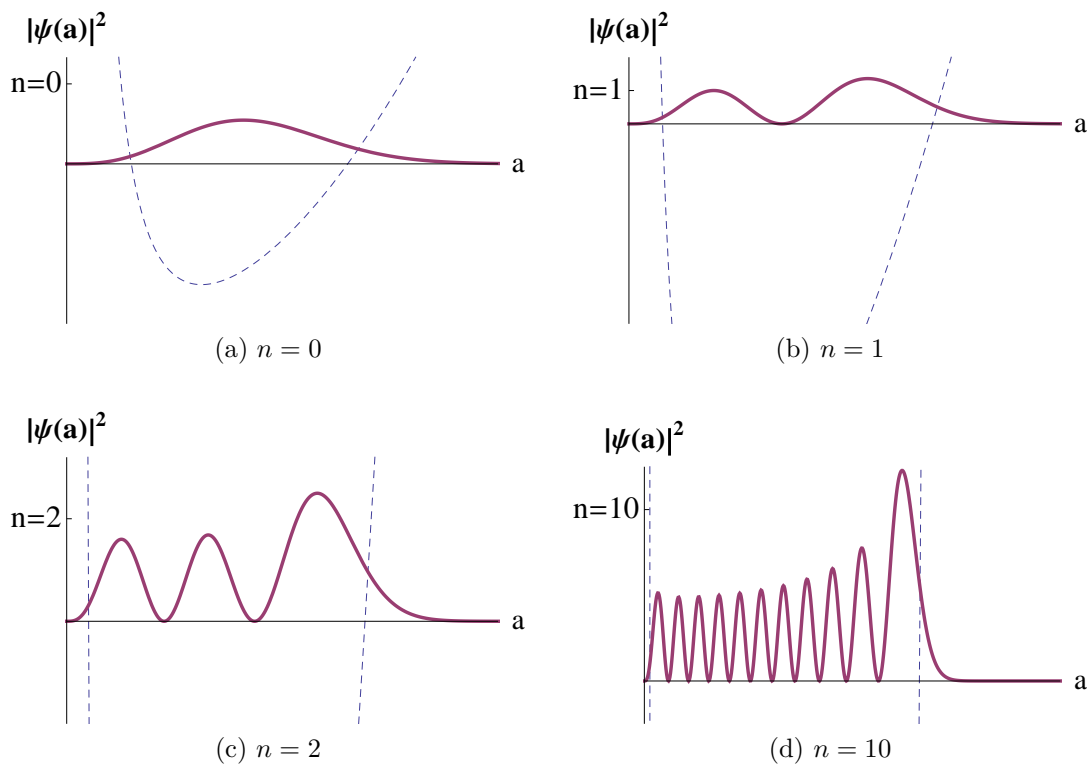 |ψ(a)|²
n=0
a
(a) n = 0
|ψ(a)|²
n=1
a
(b) n = 1
|ψ(a)|²
n=2
a
(c) n = 2
|ψ(a)|²
n=10
a
(d) n = 10